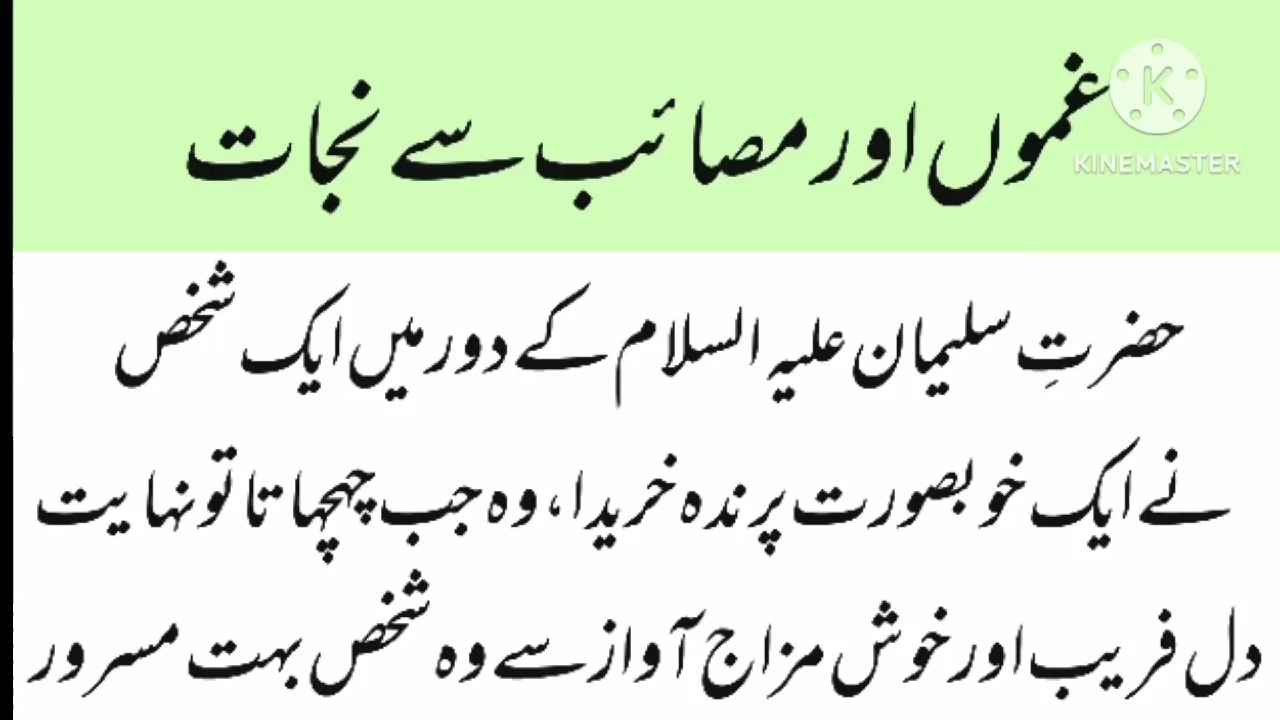 غموں اور مصائب سے نجات
KINEMASTER
حضرتِ سلیمان علیہ السلام کے دور میں ایک شخص
نے ایک خوبصورت پرندہ خریدا، وہ جب چہچہاتا تو نہایت
دل فریب اور خوش مزاج آواز سے وہ شخص بہت مسرور